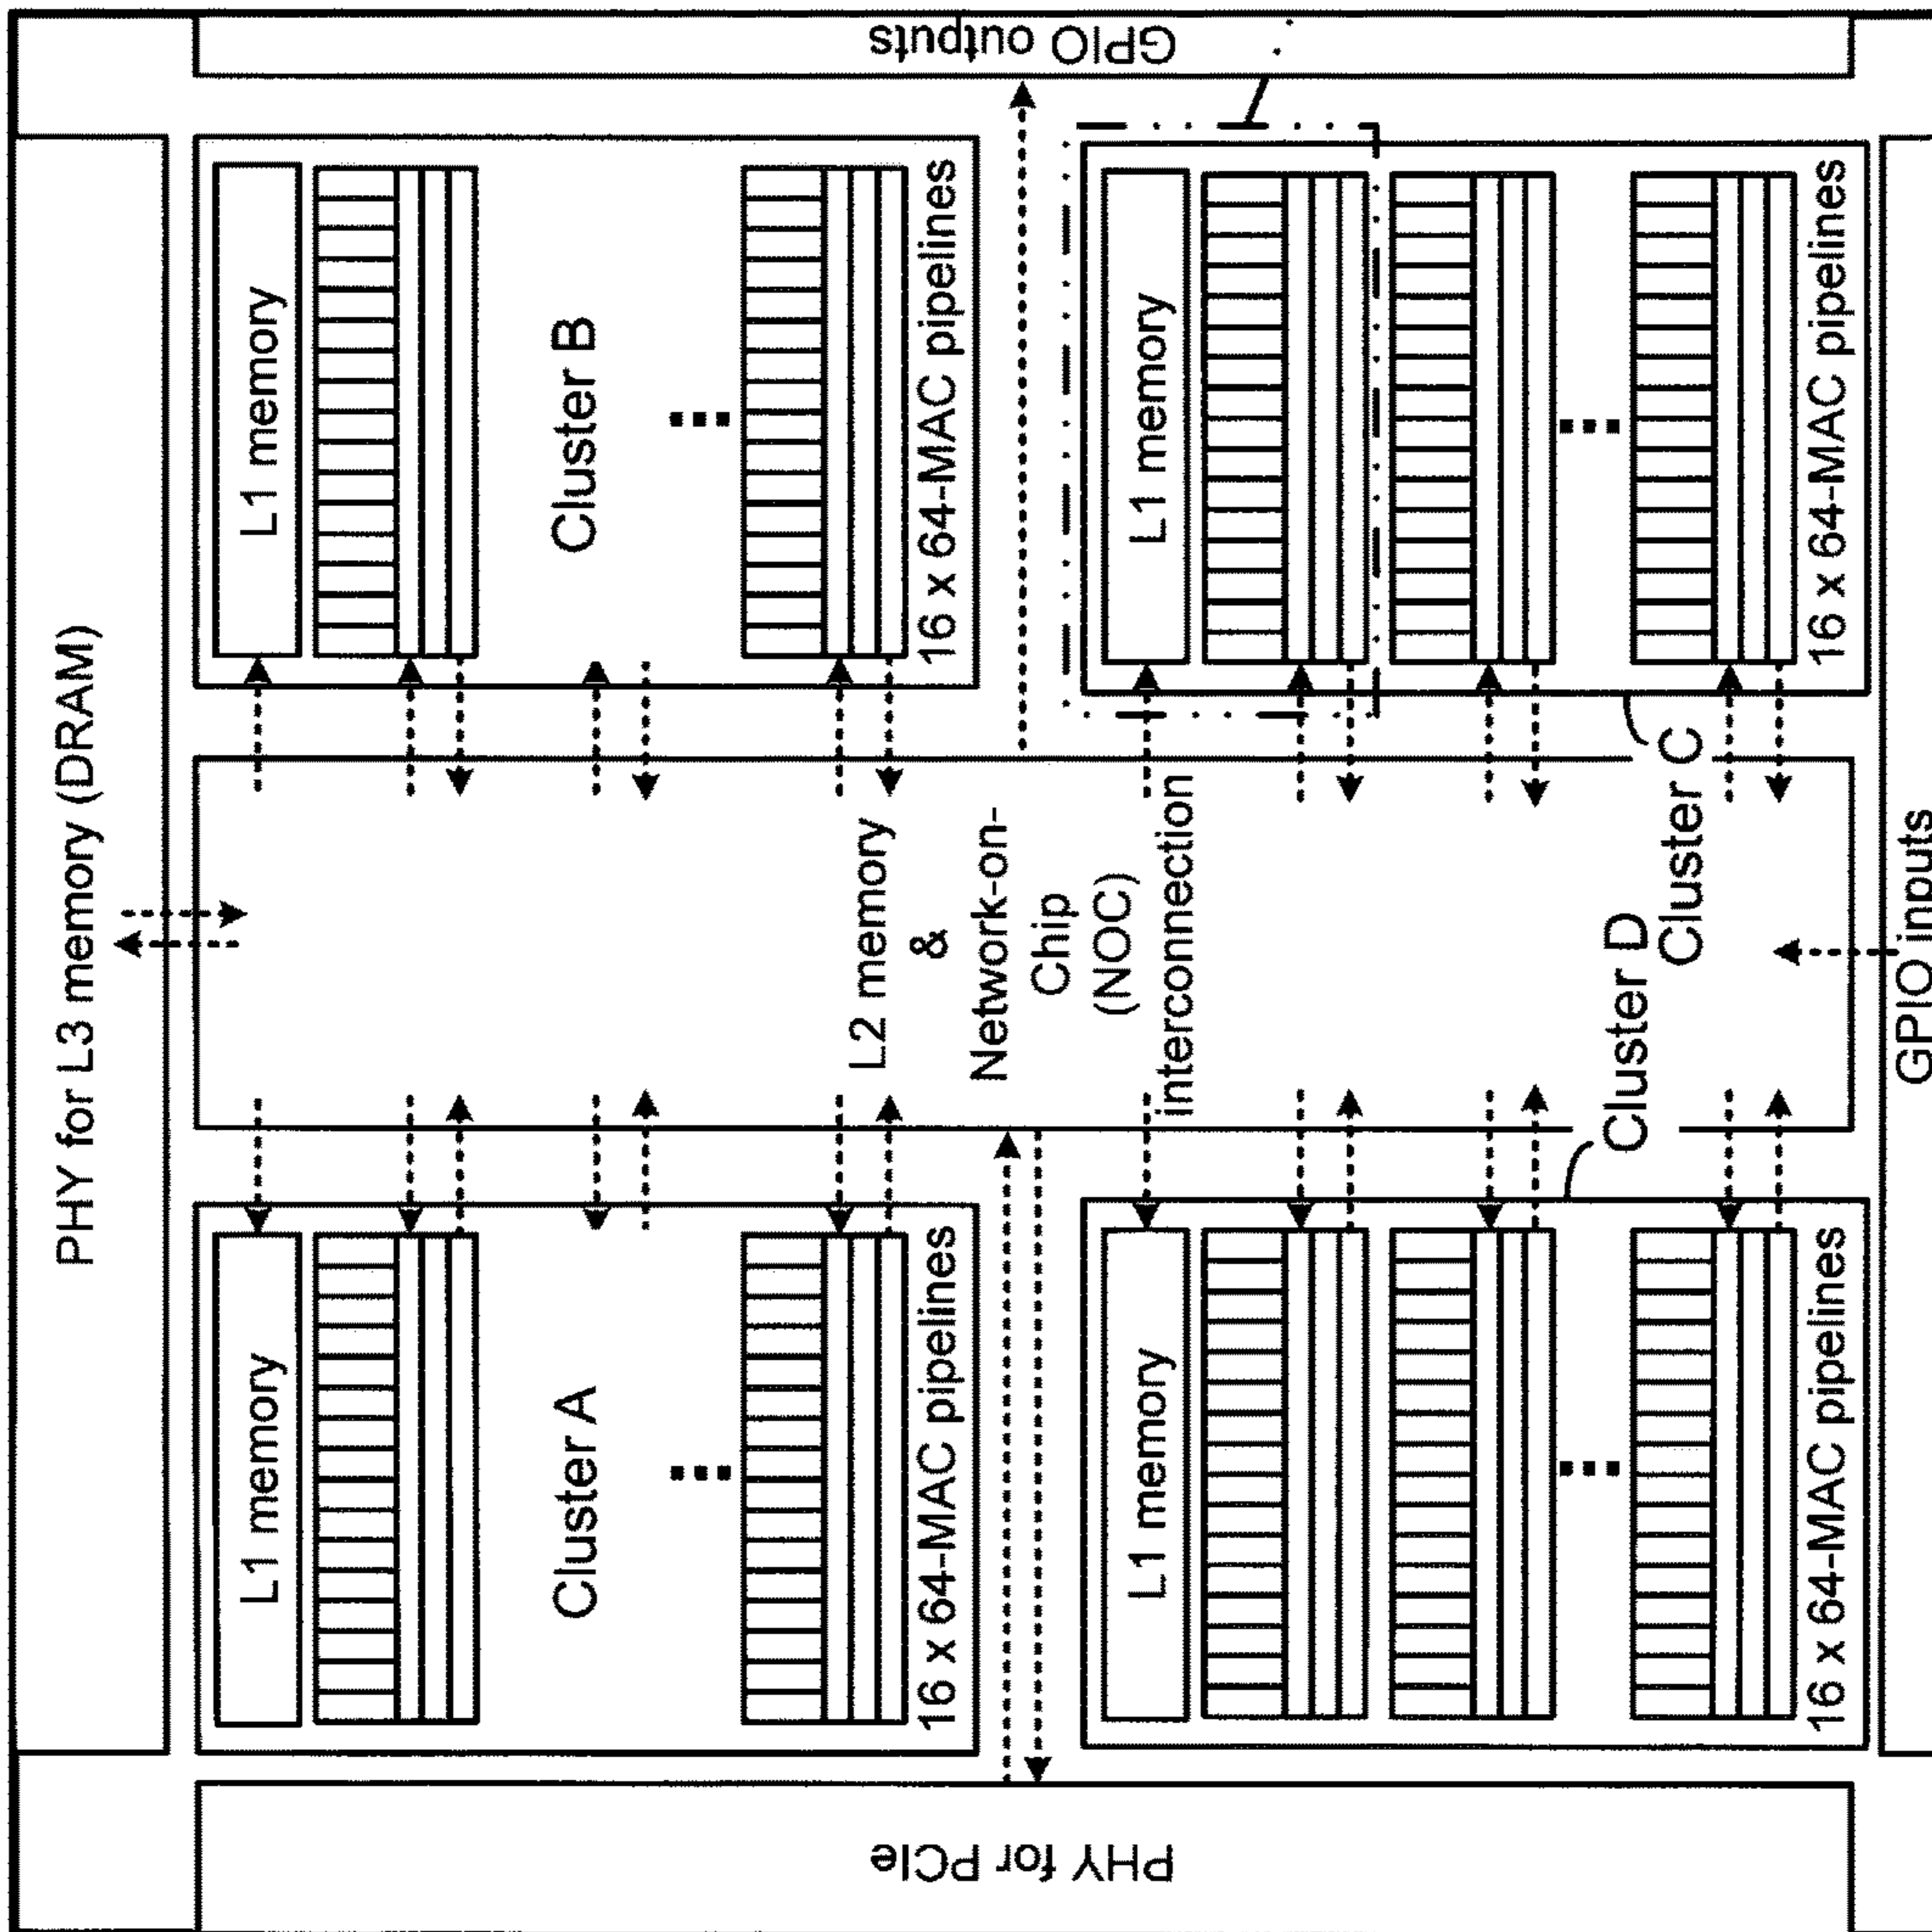 PHY for L3 memory (DRAM)
PHY for PCIe
L1 memory
Cluster A
16 x 64-MAC pipelines
L1 memory
Cluster B
16 x 64-MAC pipelines
L2 memory
&
Network-on-
Chip
(NOC)
interconnection
L1 memory
16 x 64-MAC pipelines
Cluster D
L1 memory
16 x 64-MAC pipelines
Cluster C
GPIO outputs
GPIO inputs